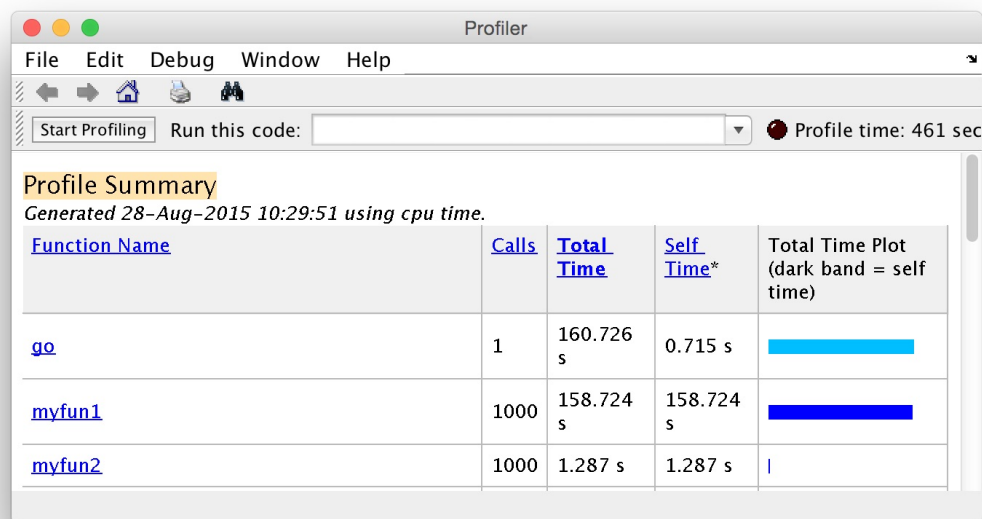 Profiler
File Edit Debug Window Help
Start Profiling Run this code: Profile time: 461 sec
Profile Summary
Generated 28-Aug-2015 10:29:51 using cpu time.
Function Name Calls Total Time Self Time* Total Time Plot (dark band = self time)
go 1 160.726 s 0.715 s
myfun1 1000 158.724 s 158.724 s
myfun2 1000 1.287 s 1.287 s